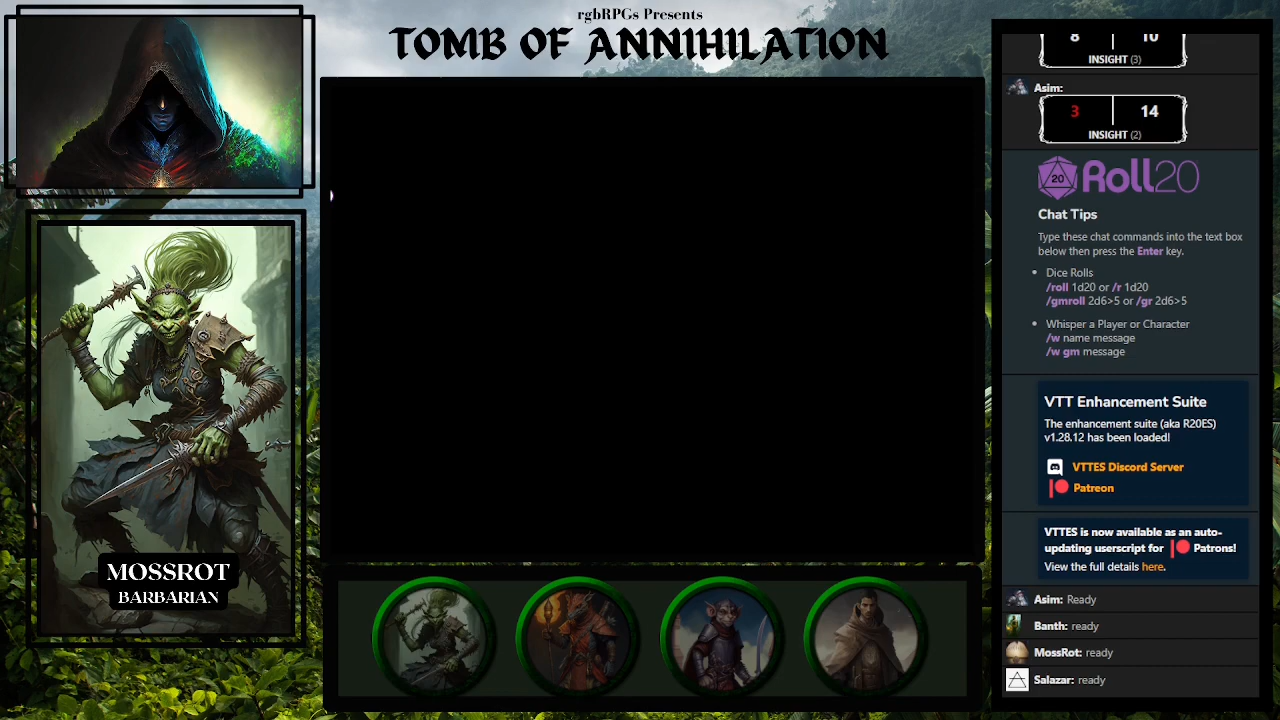 rgbRPGs Presents
TOMB OF ANNIHILATION
MOSSROT
BARBARIAN
8 10
INSIGHT (3)
Asim:
3 14
INSIGHT (2)
20 Roll20
Chat Tips
Type these chat commands into the text box
below then press the Enter key.
• Dice Rolls
/roll 1d20 or /r 1d20
/gmroll 2d6>5 or /gr 2d6>5
• Whisper a Player or Character
/w name message
/w gm message
VTT Enhancement Suite
The enhancement suite (aka R20ES)
v1.28.12 has been loaded!
VTTES Discord Server
Patreon
VTTES is now available as an auto-
updating userscript for Patrons!
View the full details here.
Asim: Ready
Banth: ready
MossRot: ready
Salazar: ready